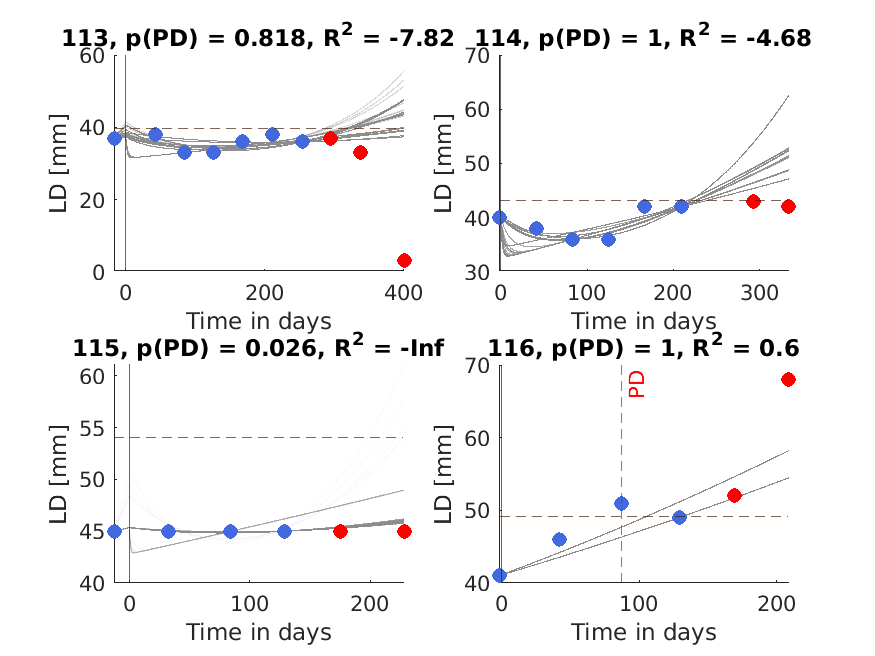 113, p(PD) = 0.818, R² = -7.82
LD [mm]
60
40
20
0
0
200
400
Time in days
114, p(PD) = 1, R² = -4.68
LD [mm]
70
60
50
40
30
0
100
200
300
Time in days
115, p(PD) = 0.026, R² = -Inf
LD [mm]
60
55
50
45
40
0
100
200
Time in days
116, p(PD) = 1, R² = 0.6
LD [mm]
70
60
50
40
PD
0
100
200
Time in days